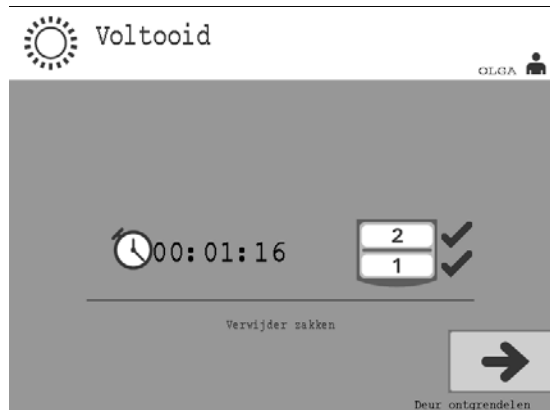 Voltooid
OLGA
00:01:16
2
1
Verwijder zakken
Deur ontgrendelen